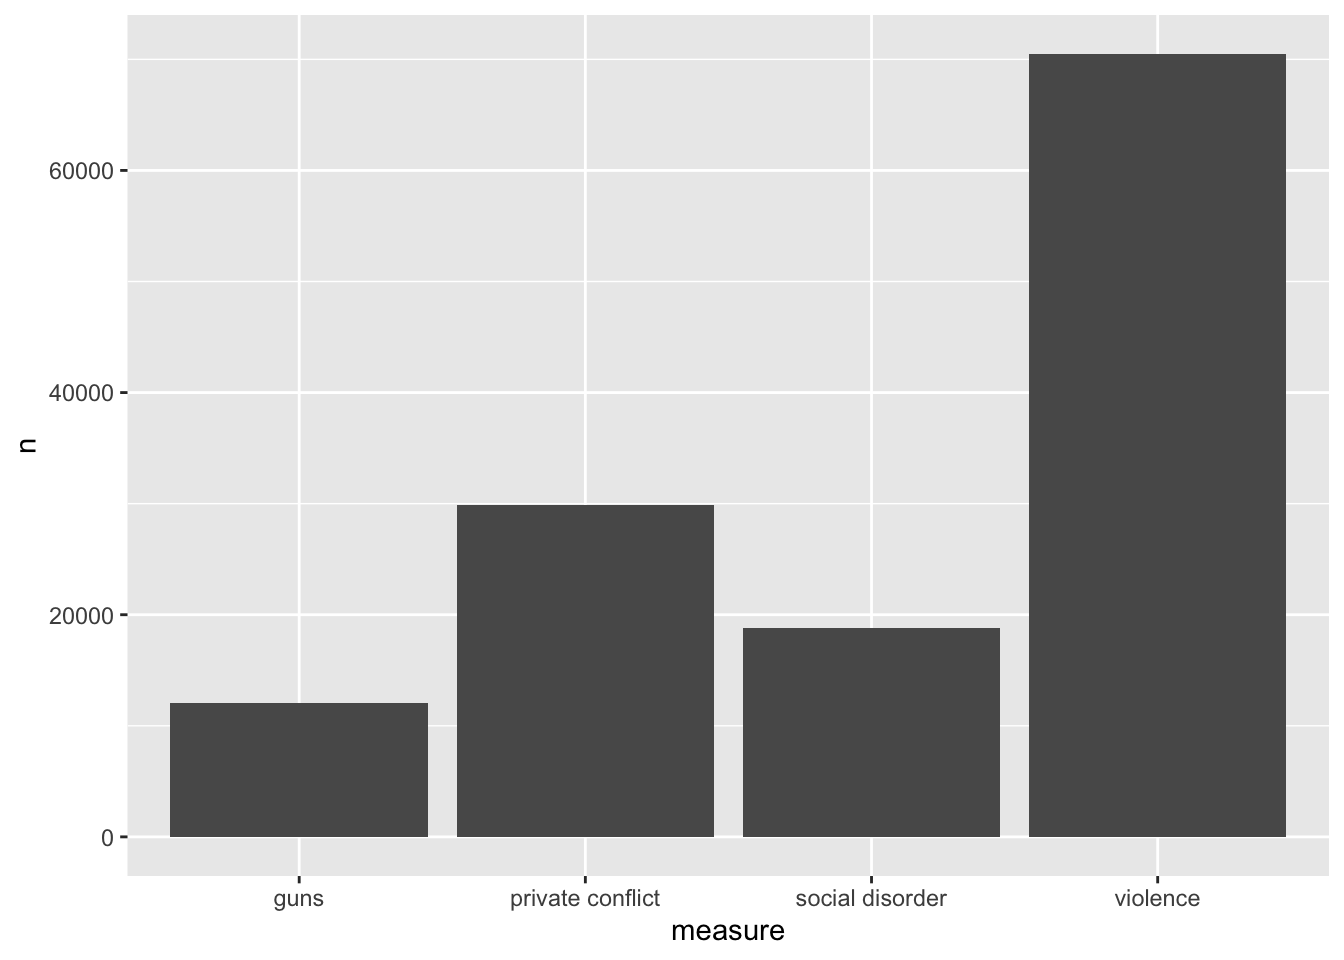 60000
40000
n
20000
0
guns private conflict social disorder violence
measure